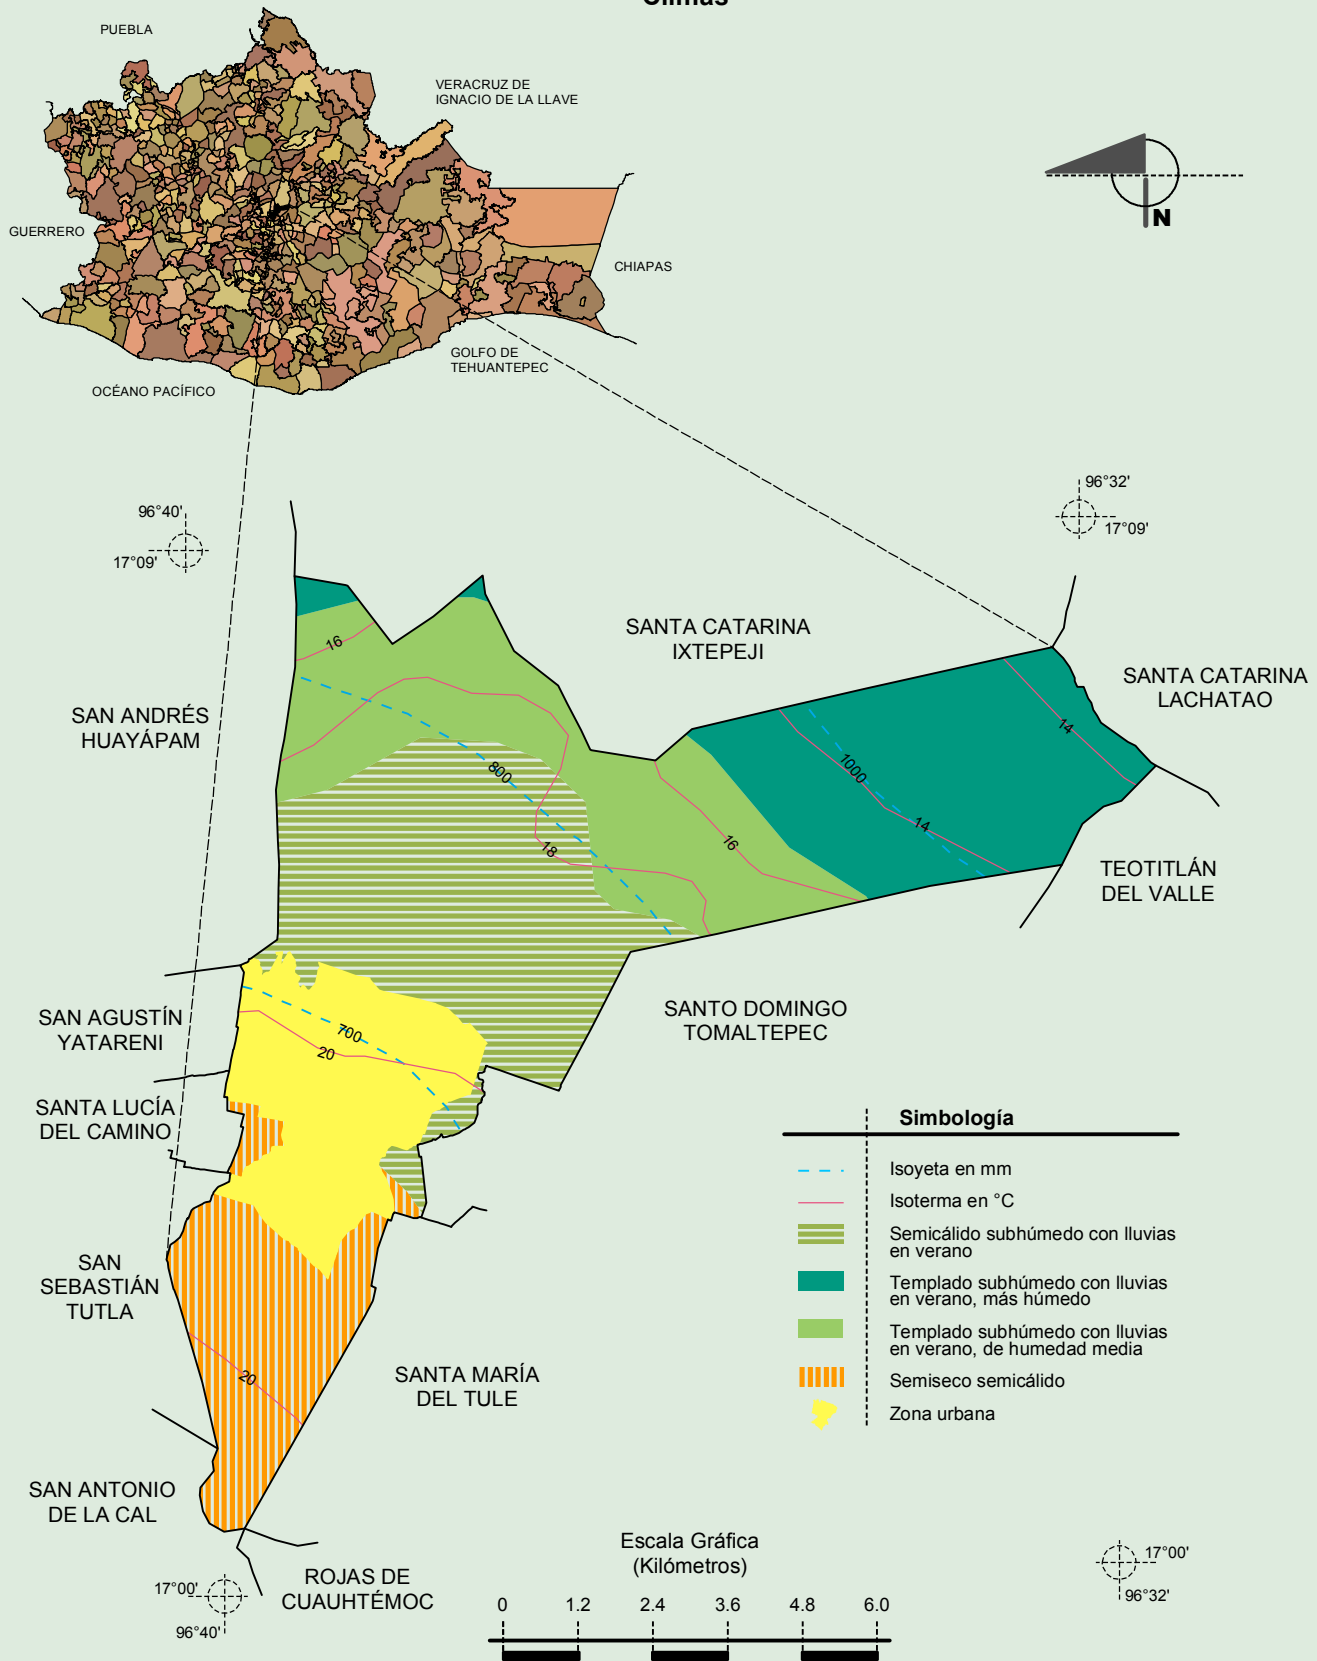 Climas
PUEBLA
VERACRUZ DE
IGNACIO DE LA LLAVE
GUERRERO
CHIAPAS
GOLFO DE
TEHUANTEPEC
OCÉANO PACÍFICO
N
96°40'
17°09'
96°32'
17°09'
SANTA CATARINA
IXTEPEJI
SANTA CATARINA
LACHATAO
SAN ANDRÉS
HUAYÁPAM
16
14
800
1000
14
18
16
TEOTITLÁN
DEL VALLE
SANTO DOMINGO
TOMALTEPEC
SAN AGUSTÍN
YATARENI
700
20
SANTA LUCÍA
DEL CAMINO
SAN
SEBASTIÁN
TUTLA
20
SANTA MARÍA
DEL TULE
SAN ANTONIO
DE LA CAL
ROJAS DE
CUAUHTÉMOC
Simbología
Isoyeta en mm
Isoterma en °C
Semicálido subhúmedo con lluvias
en verano
Templado subhúmedo con lluvias
en verano, más húmedo
Templado subhúmedo con lluvias
en verano, de humedad media
Semiseco semicálido
Zona urbana
17°00'
96°40'
Escala Gráfica
(Kilómetros)
0 1.2 2.4 3.6 4.8 6.0
17°00'
96°32'